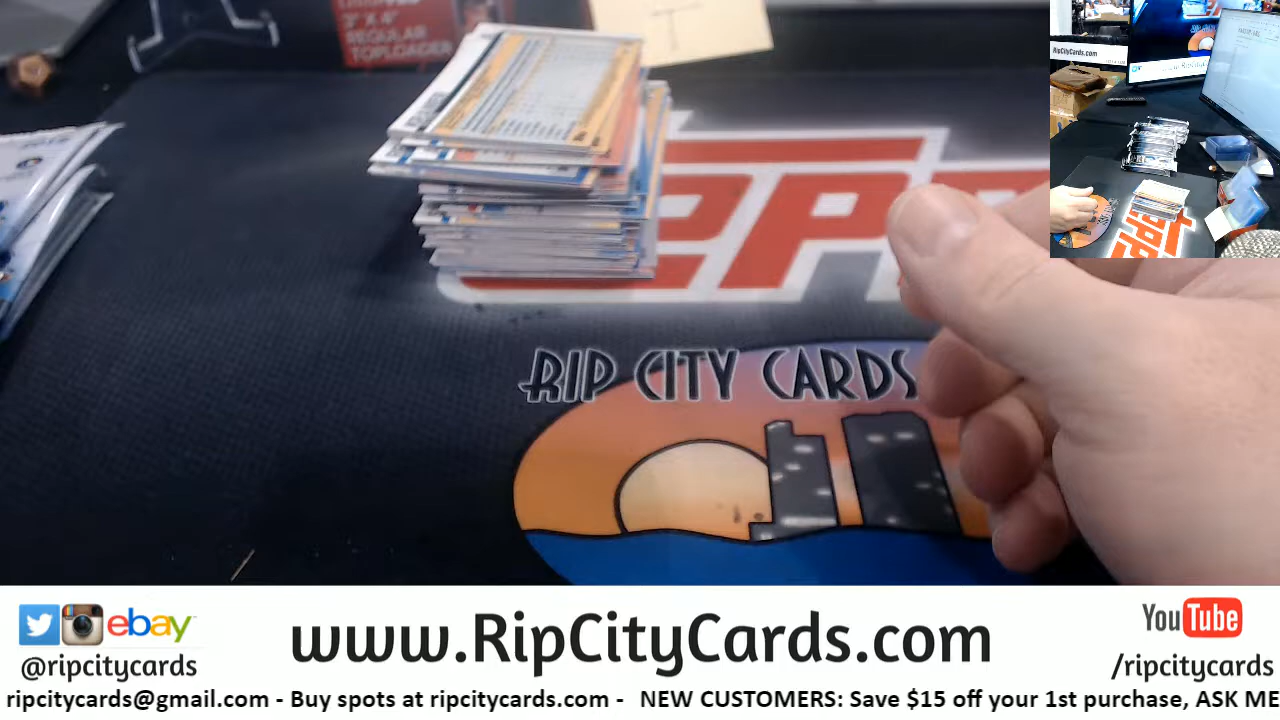 3" X 4"
REGULAR
TOPLOADER
RipCityCards.com
RIP CITY CARDS
ebay
www.RipCityCards.com
YouTube
@ripcitycards
/ripcitycards
ripcitycards@gmail.com - Buy spots at ripcitycards.com - NEW CUSTOMERS: Save $15 off your 1st purchase, ASK ME